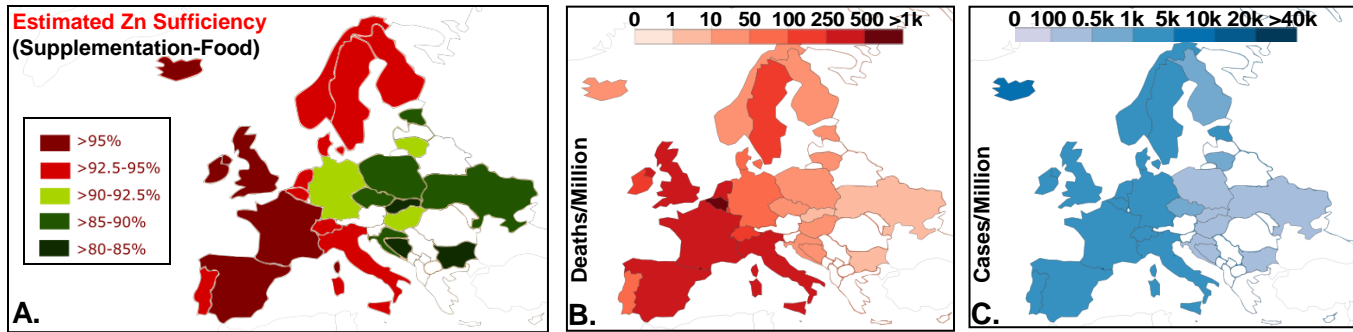 Estimated Zn Sufficiency
(Supplementation-Food)
>95%
>92.5-95%
>90-92.5%
>85-90%
>80-85%
A.
0 1 10 50 100 250 500 >1k
Deaths/Million
B.
0 100 0.5k 1k 5k 10k 20k >40k
Cases/Million
C.